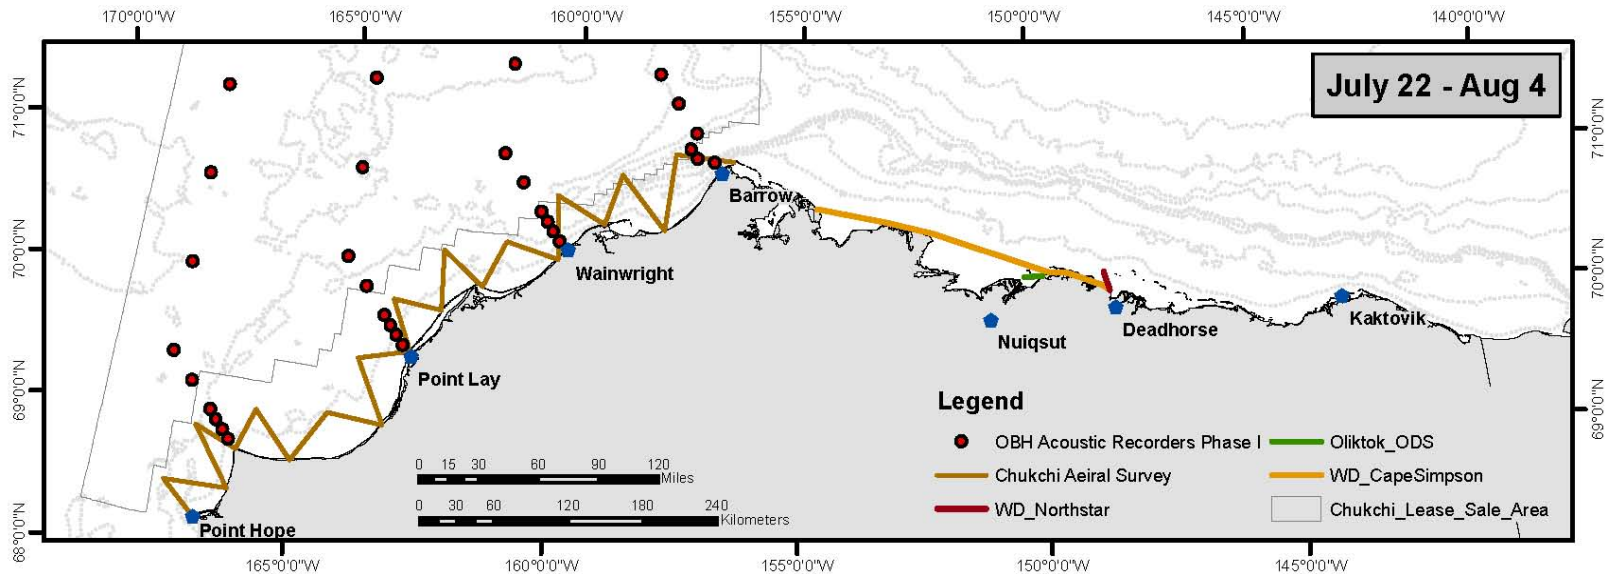 170°0'0"W 165°0'0"W 160°0'0"W 155°0'0"W 150°0'0"W 145°0'0"W 140°0'0"W
July 22 - Aug 4
71°0'0"N
71°0'0"N
Barrow
70°0'0"N
70°0'0"N
Wainwright
Kaktovik
Deadhorse
Nuiqsut
Point Lay
69°0'0"N
69°0'0"N
Legend
OBH Acoustic Recorders Phase I
Oliktok_ODS
Chukchi Aeiral Survey
WD_CapeSimpson
WD_Northstar
Chukchi_Lease_Sale_Area
0 15 30 60 90 120
Miles
0 30 60 120 180 240
Kilometers
Point Hope
68°0'0"N
165°0'0"W 160°0'0"W 155°0'0"W 150°0'0"W 145°0'0"W